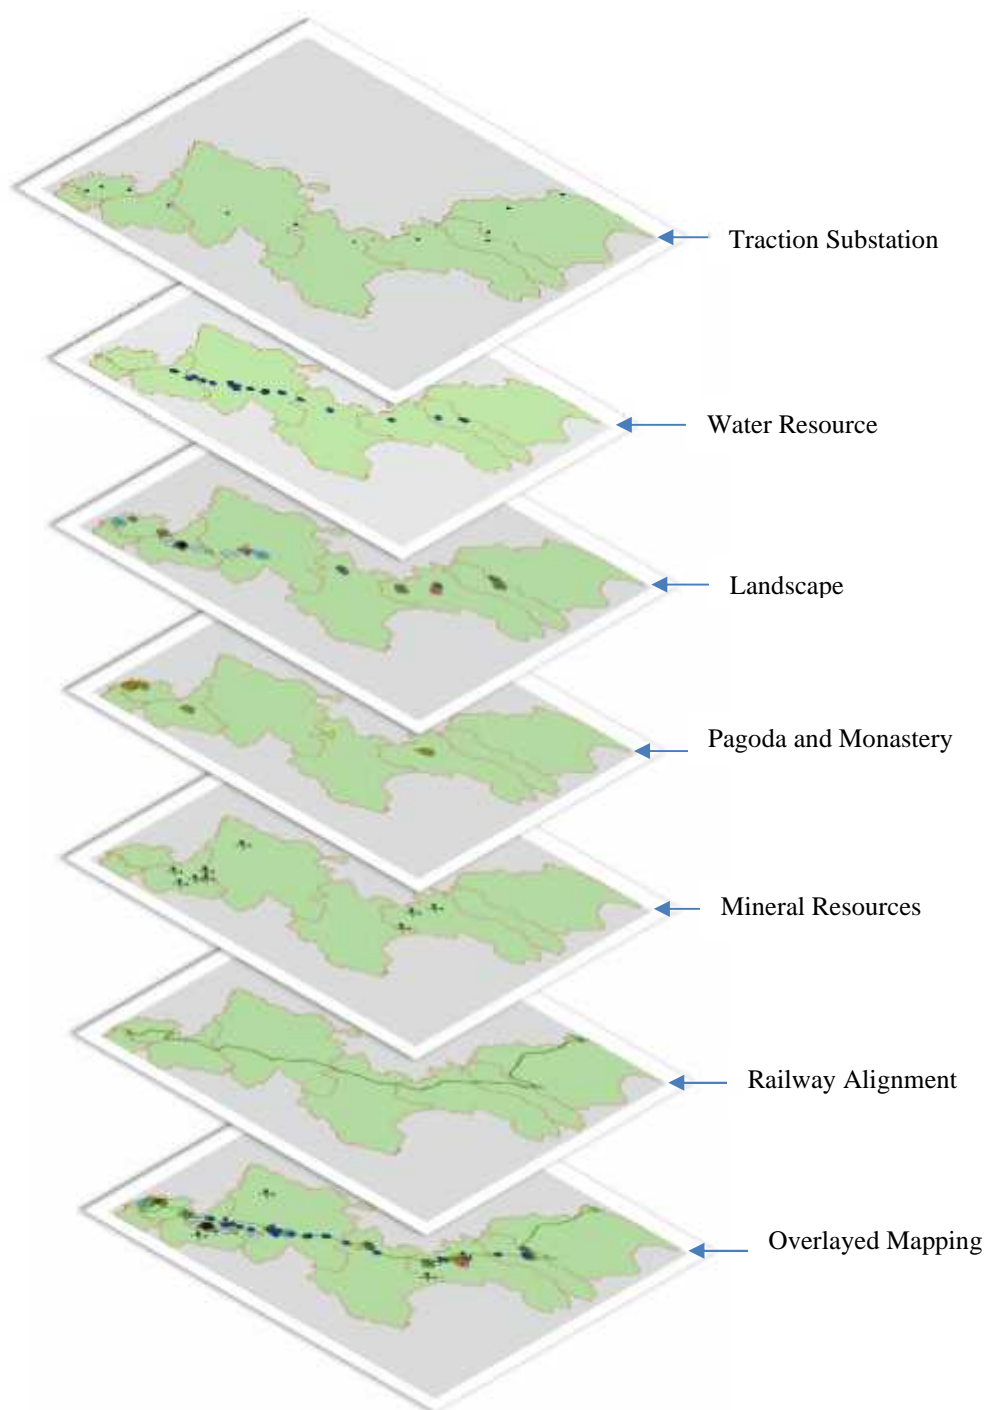 Traction Substation
Water Resource
Landscape
Pagoda and Monastery
Mineral Resources
Railway Alignment
Overlayed Mapping